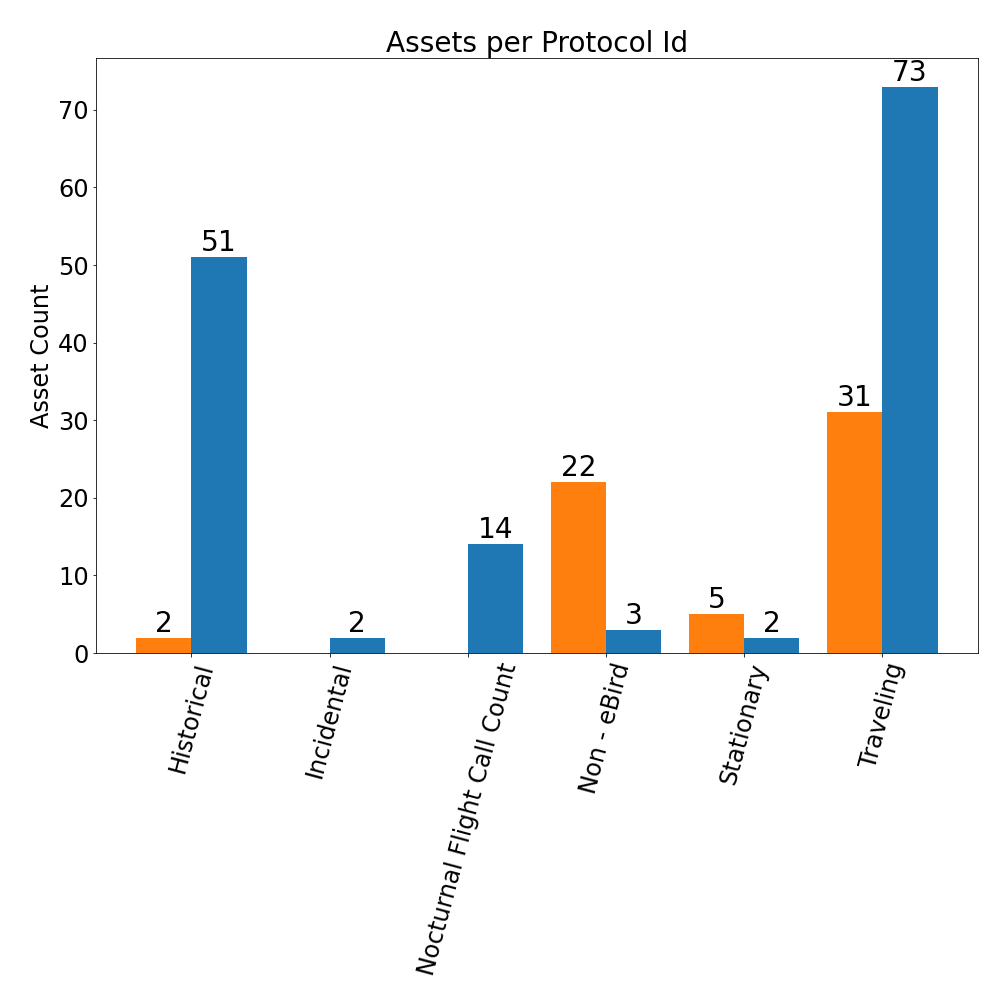 Assets per Protocol Id
Asset Count
70
60
50
40
30
20
10
0
2
51
2
14
22
3
5
2
31
73
Historical
Incidental
Nocturnal Flight Call Count
Non - eBird
Stationary
Traveling